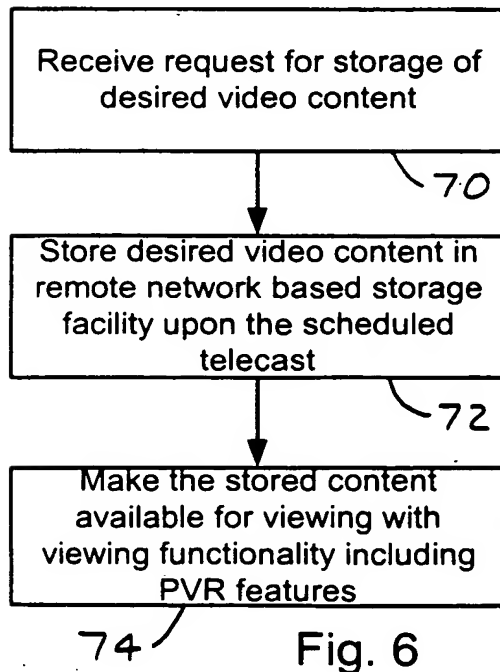 Receive request for storage of
desired video content
70
Store desired video content in
remote network based storage
facility upon the scheduled
telecast
72
Make the stored content
available for viewing with
viewing functionality including
PVR features
74
Fig. 6